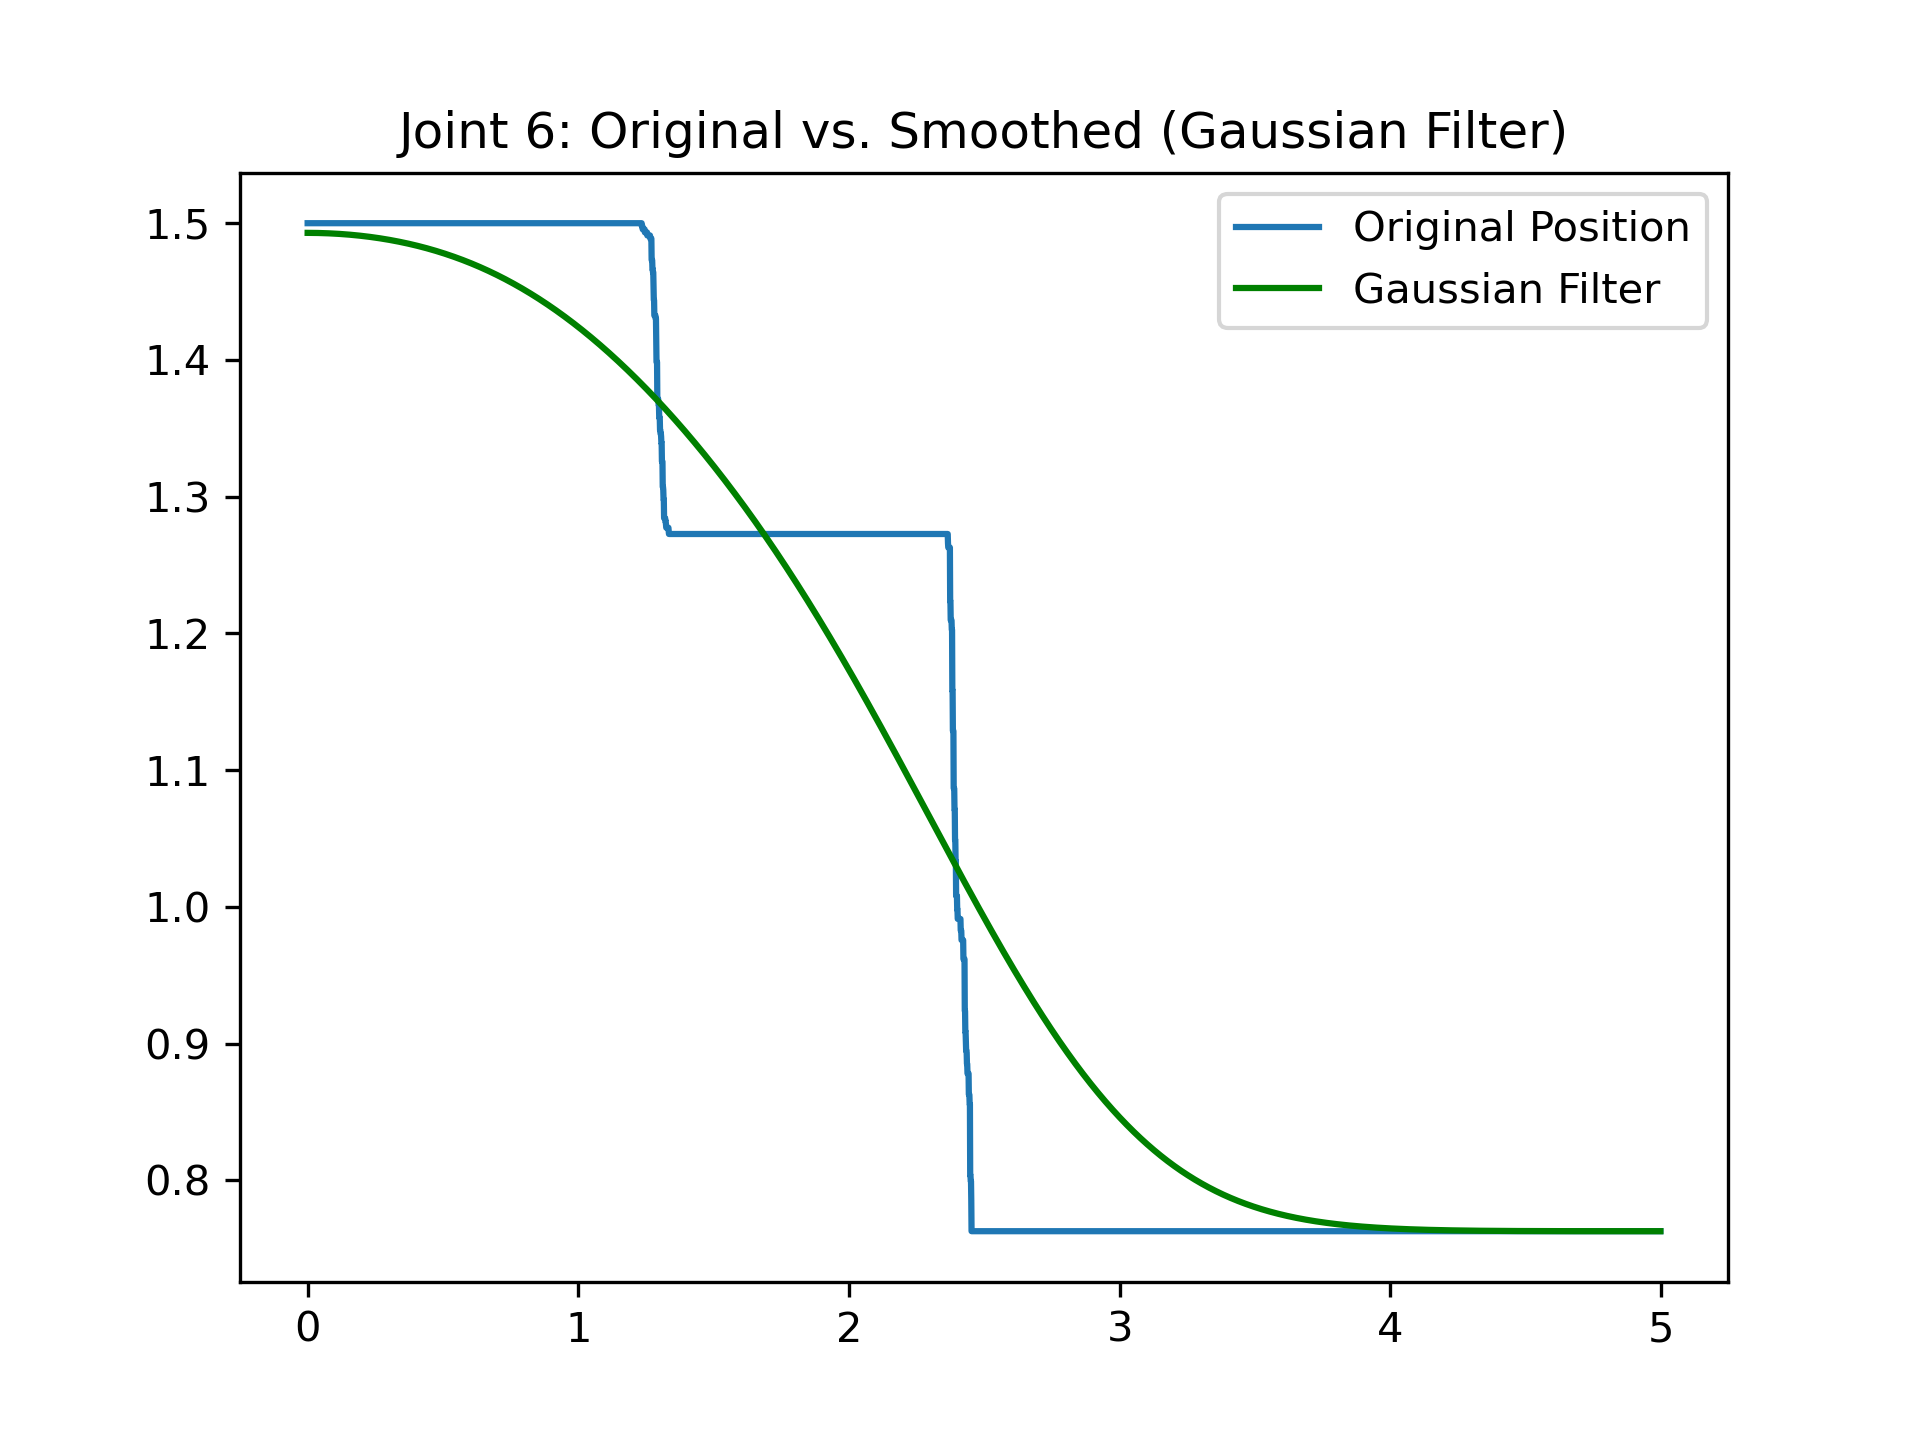 Joint 6: Original vs. Smoothed (Gaussian Filter)
Original Position
Gaussian Filter
1.5
1.4
1.3
1.2
1.1
1.0
0.9
0.8
0 1 2 3 4 5